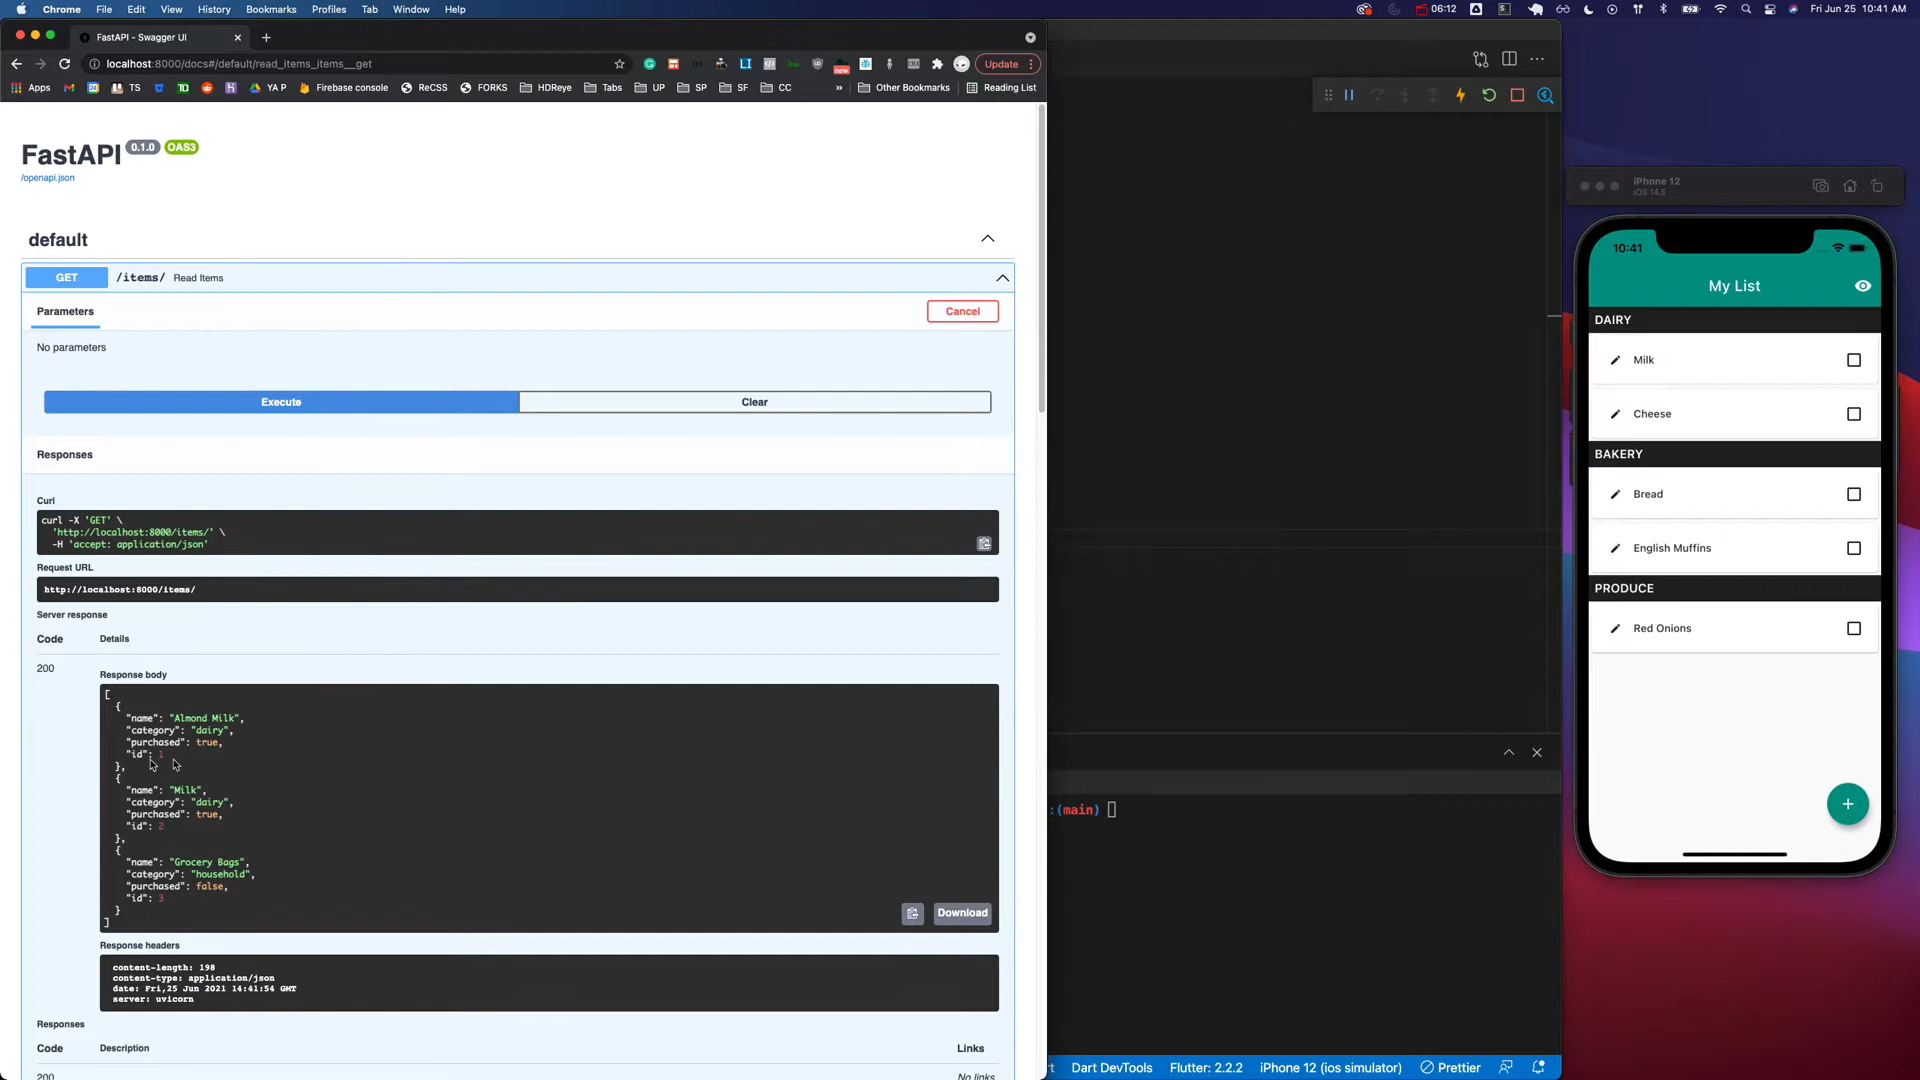 Chrome File Edit View History Bookmarks Profiles Tab Window Help
06:12
Fri Jun 25 10:41 AM
FastAPI - Swagger UI
localhost:8000/docs#/default/read_items_items__get
Update
Apps
TS
YA P
Firebase console
ReCSS
FORKS
HDReye
Tabs
UP
SP
SF
CC
»
Other Bookmarks
Reading List
new
FastAPI 0.1.0 OAS3
/openapi.json
default
GET /items/ Read Items
Parameters
Cancel
No parameters
Execute
Clear
Responses
Curl
curl -X 'GET' \
'http://localhost:8000/items/' \
-H 'accept: application/json'
Request URL
http://localhost:8000/items/
Server response
Code Details
200
Response body
[
{
"name": "Almond Milk",
"category": "dairy",
"purchased": true,
"id": 1
},
{
"name": "Milk",
"category": "dairy",
"purchased": true,
"id": 2
},
{
"name": "Grocery Bags",
"category": "household",
"purchased": false,
"id": 3
}
]
Download
Response headers
content-length: 198
content-type: application/json
date: Fri,25 Jun 2021 14:41:54 GMT
server: uvicorn
Responses
Code Description Links
200 No links
:(main)
Dart DevTools Flutter: 2.2.2 iPhone 12 (ios simulator) Prettier
iPhone 12
iOS 14.5
10:41
My List
DAIRY
Milk
Cheese
BAKERY
Bread
English Muffins
PRODUCE
Red Onions
+